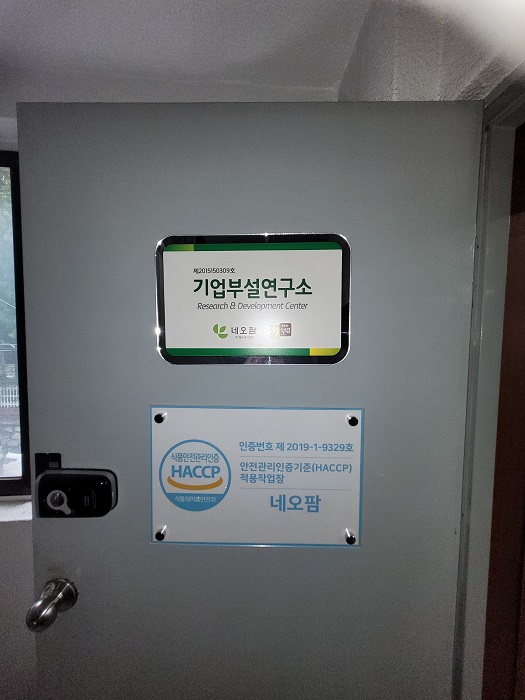 제2015150309호
기업부설연구소
Research & Development Center
네오팜
식품안전관리인증
HACCP
식품의약품안전처
인증번호 제 2019-1-9329호
안전관리인증기준(HACCP)
적용작업장
네오팜